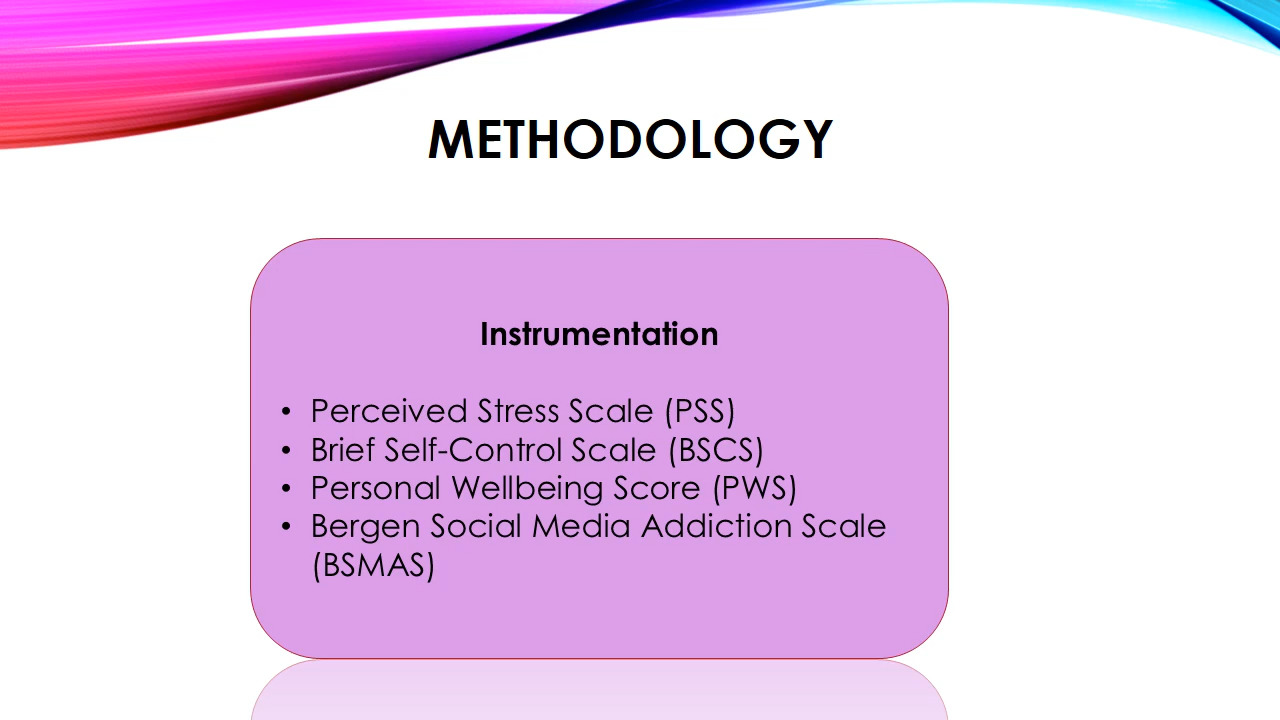 METHODOLOGY
Instrumentation
• Perceived Stress Scale (PSS)
• Brief Self-Control Scale (BSCS)
• Personal Wellbeing Score (PWS)
• Bergen Social Media Addiction Scale
(BSMAS)